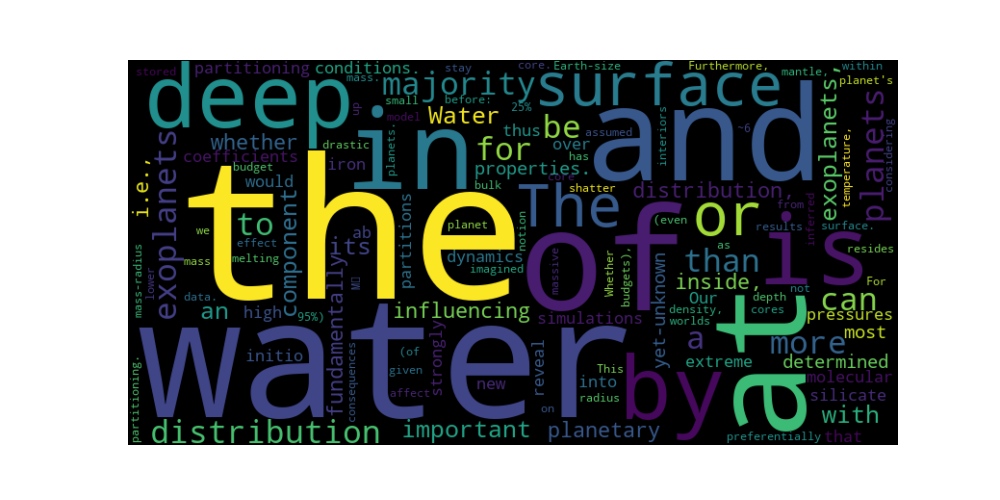 stored partitioning conditions. core. Earth-size Furthermore, within
deep mass. majority surface mantle, planet's
in small stay before: 25% and exoplanets, planets considering
up model Water be interiors ~6
exoplanets whether drastic for thus over assumed temperature,
coefficients iron planets. properties. has
i.e., budget would the core shatter distribution,
to component partitions planet notion The of (even or is from inferred
we its ab dynamics Whether as results surface.
mass effect melting imagined massive budgets), than resides
mass-radius lower data. M inside, depth not For
an high 95%) fundamentally influencing yet-unknown Our cores can
water initio (of strongly simulations density, at pressures
consequences given reveal worlds a more most
affect new into This extreme determined
on radius by molecular
partitioning. silicate
distribution important planetary with
preferentially that